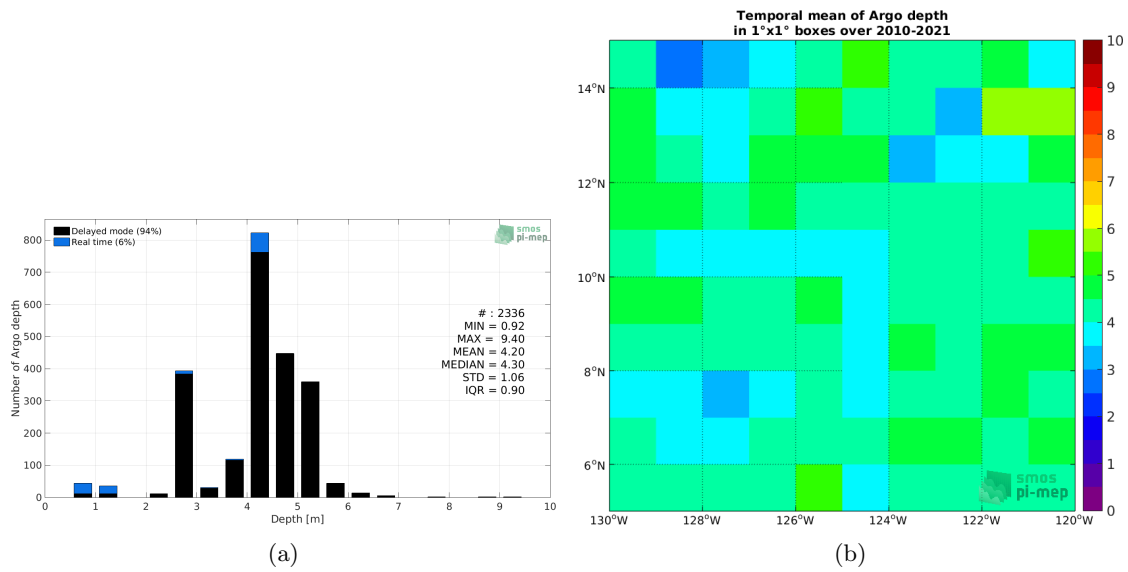 Delayed mode (94%)
Real time (6%)
smos
pi-mep
800
700
600
500
400
300
200
100
0
Number of Argo depth
# : 2336
MIN = 0.92
MAX = 9.40
MEAN = 4.20
MEDIAN = 4.30
STD = 1.06
IQR = 0.90
0 1 2 3 4 5 6 7 8 9 10
Depth [m]
(a)
Temporal mean of Argo depth
in 1°x1° boxes over 2010-2021
14°N
12°N
10°N
8°N
6°N
130°W 128°W 126°W 124°W 122°W 120°W
smos
pi-mep
10
9
8
7
6
5
4
3
2
1
0
(b)